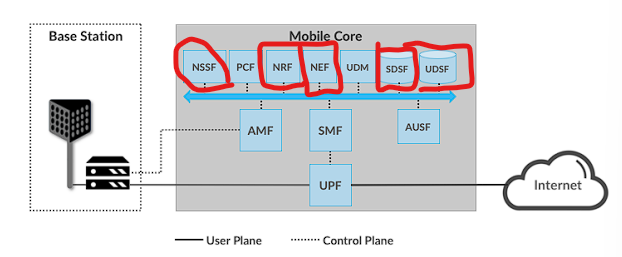 Base Station
Mobile Core
NSSF PCF NRF NEF UDM SDSF UDSF
AMF SMF AUSF
UPF
Internet
User Plane Control Plane